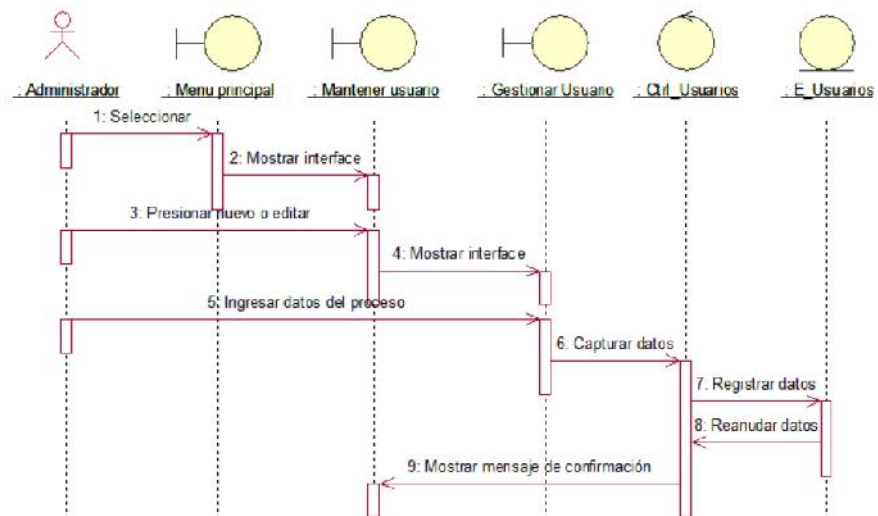 : Administrador
: Menu principal
: Mantener usuario
: Gestionar Usuario
: Ctrl_Usuarios
: E_Usuarios
1: Seleccionar
2: Mostrar interface
3: Presionar nuevo o editar
4: Mostrar interface
5: Ingresar datos del proceso
6: Capturar datos
7: Registrar datos
8: Reanudar datos
9: Mostrar mensaje de confirmación